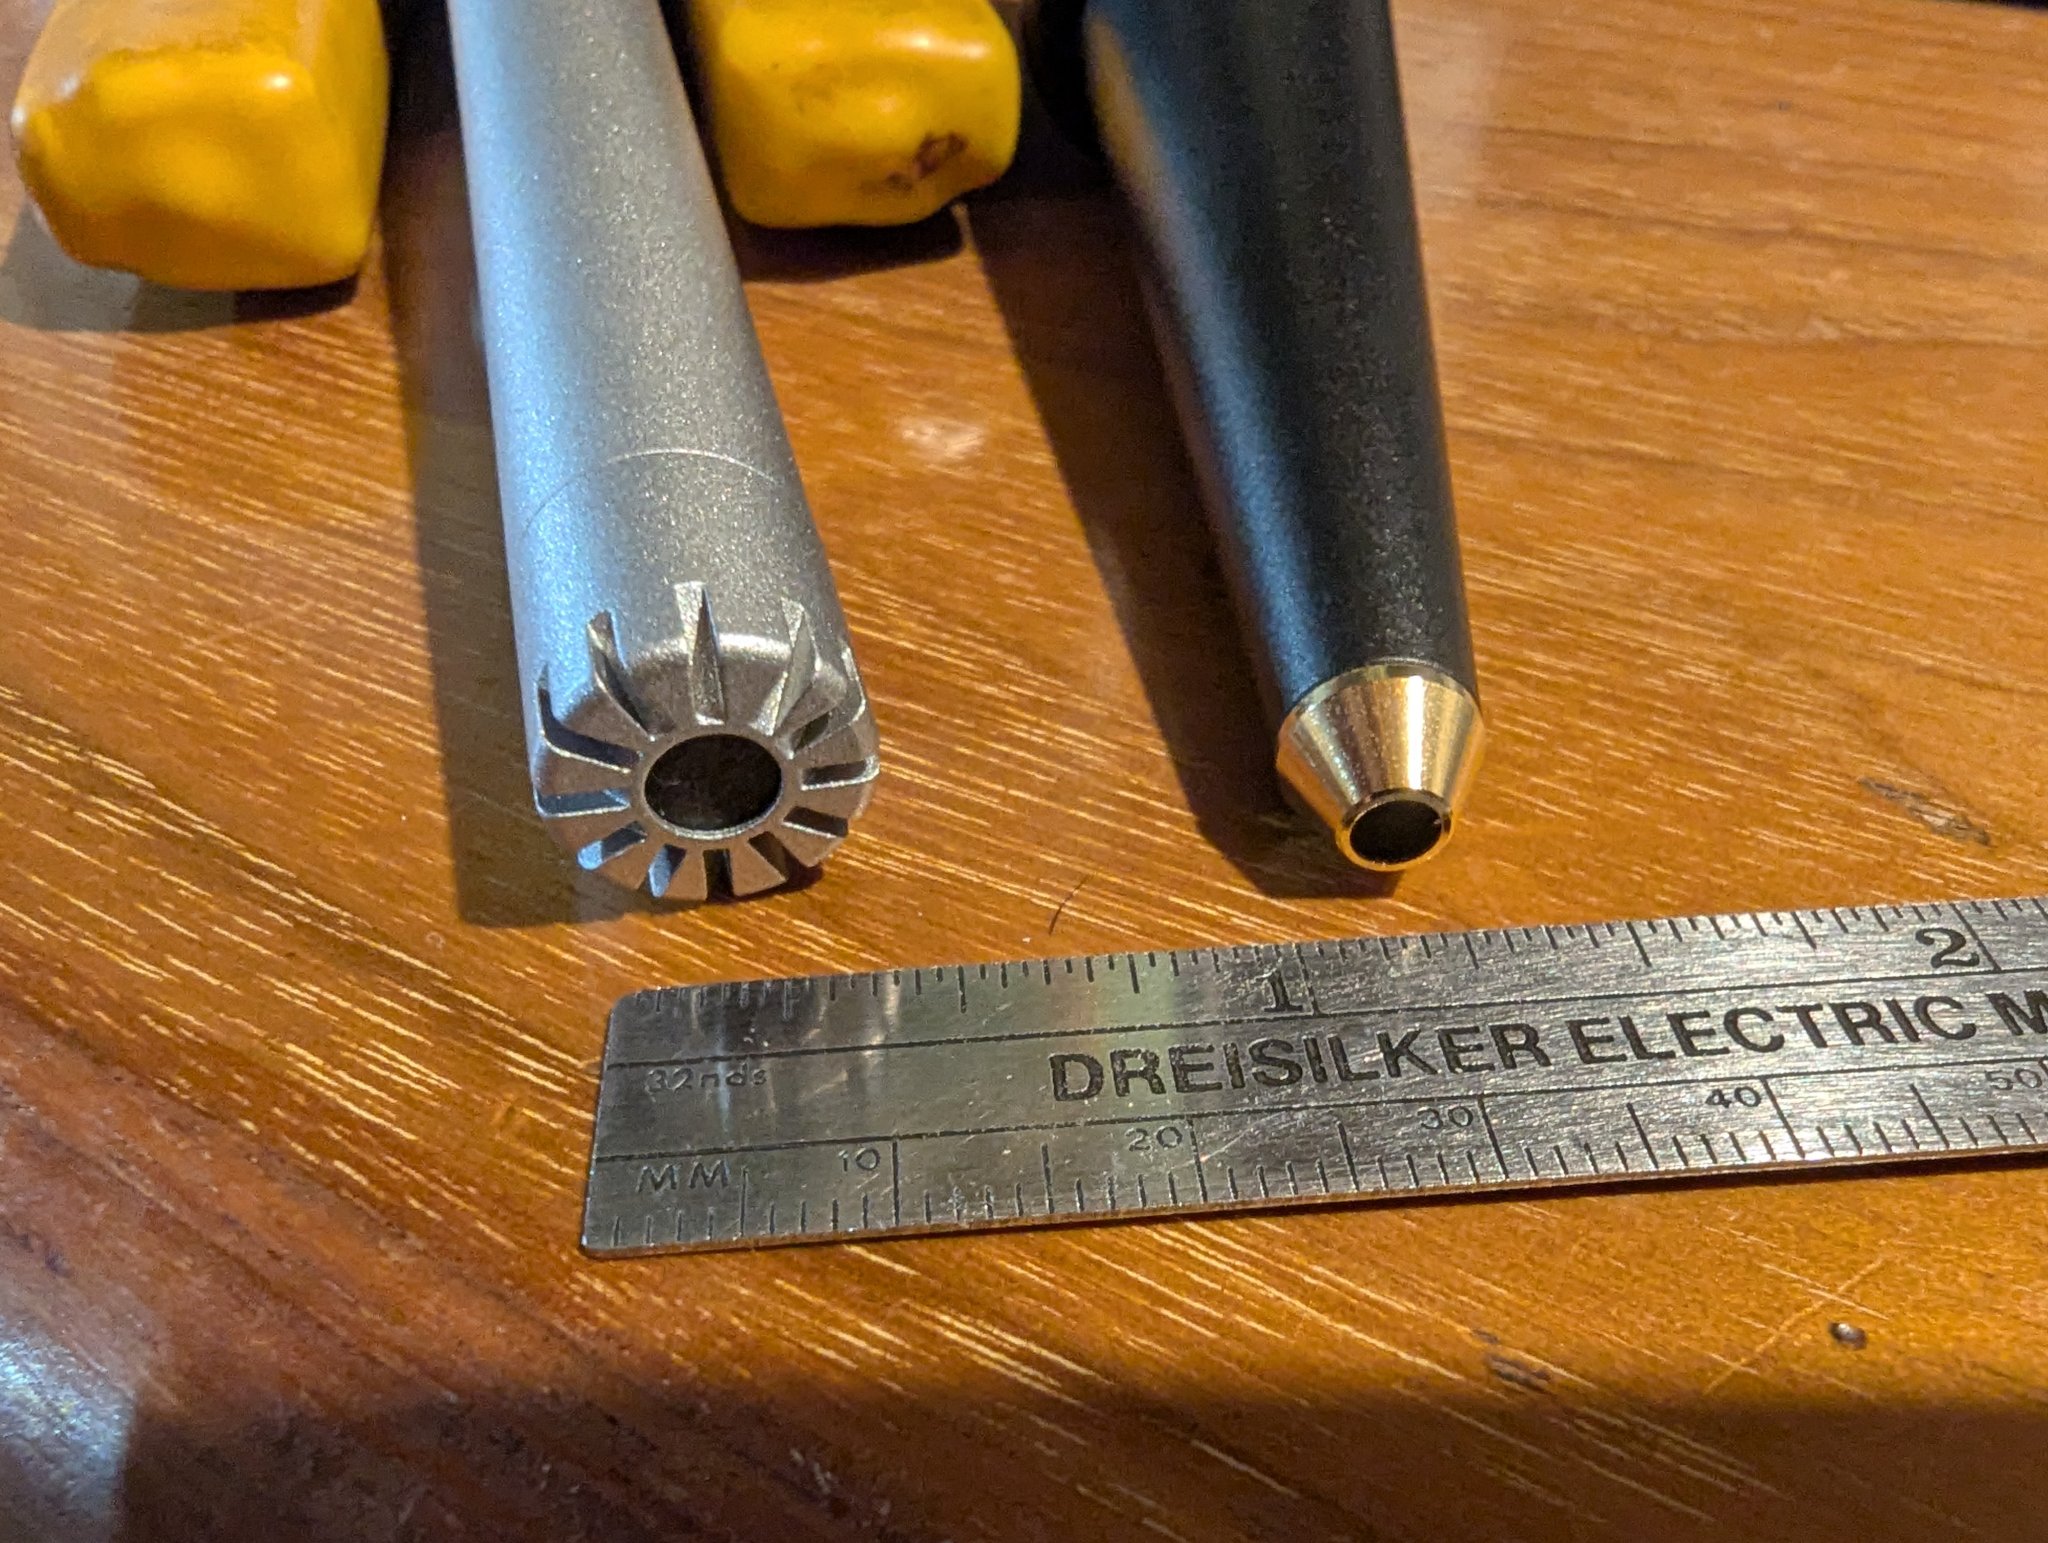 1 2
DREISILKER ELECTRIC M
32nds
10 20 30 40 50
MM